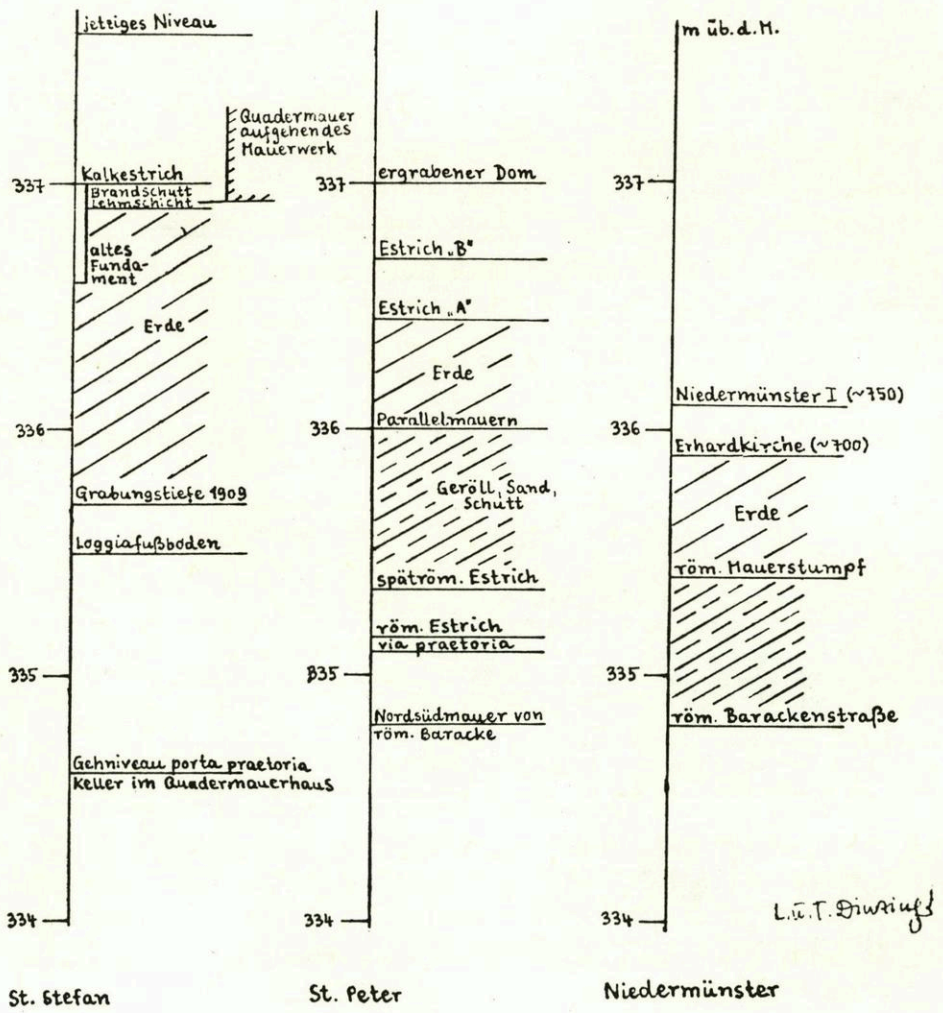 jetziges Niveau
Quadermauer
aufgehendes
Mauerwerk
Kalkestrich
337
Brandschutt
Lehmschicht
altes
Funda-
ment
Erde
336
Grabungstiefe 1909
Loggiafußboden
335
Gehniveau porta praetoria
Keller im Quadermauerhaus
334
St. Stefan
ergrabener Dom
337
Estrich „B"
Estrich „A"
Erde
Parallelmauern
336
Geröll, Sand,
Schutt
spätröm. Estrich
röm. Estrich
via praetoria
335
Nordsüdmauer von
röm. Baracke
334
St. Peter
m üb.d.M.
337
Niedermünster I (~750)
336
Erhardkirche (~700)
Erde
röm. Mauerstumpf
335
röm. Barackenstraße
334
L.u.T.
Niedermünster